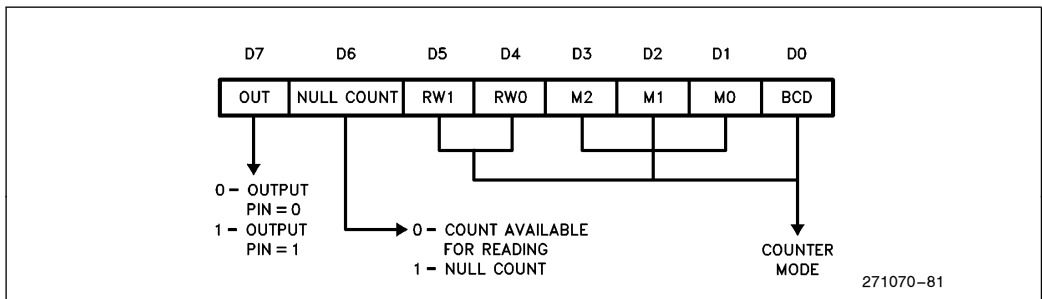 D7 D6 D5 D4 D3 D2 D1 D0
OUT NULL COUNT RW1 RW0 M2 M1 M0 BCD
0 – OUTPUT
PIN = 0
1 – OUTPUT
PIN = 1
0 – COUNT AVAILABLE
FOR READING
1 – NULL COUNT
COUNTER
MODE
271070–81